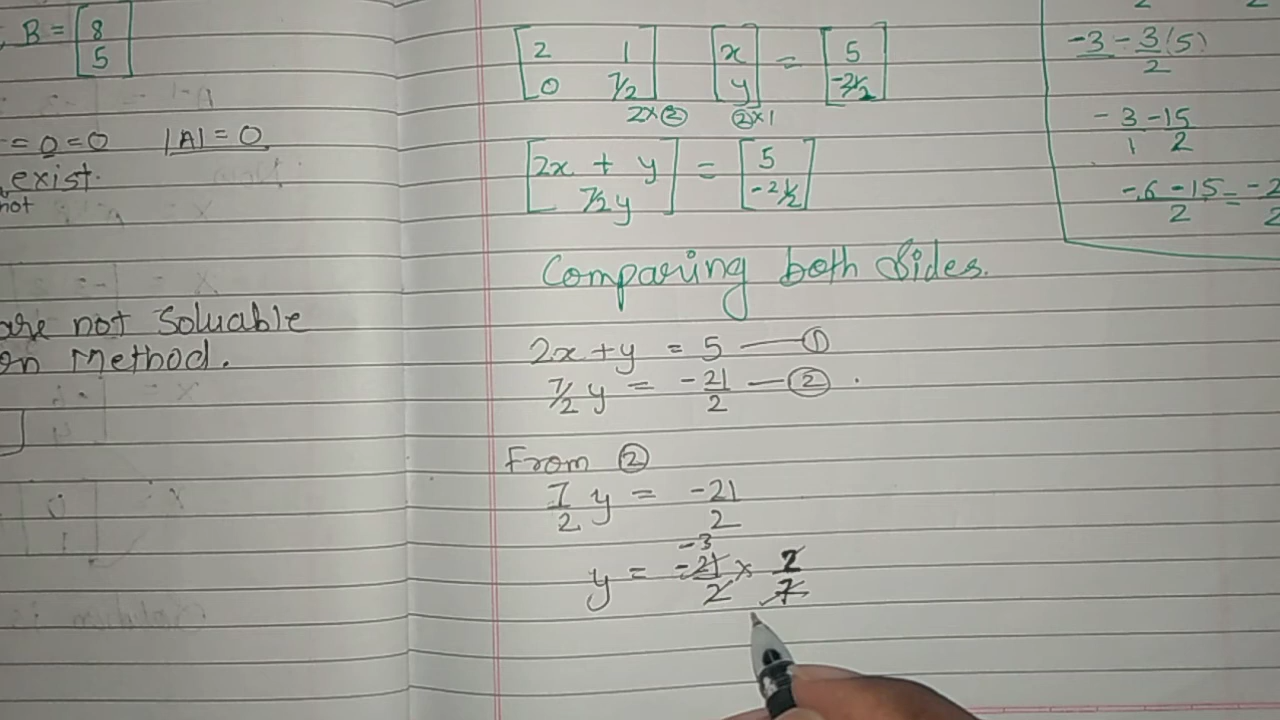 , B = [8
5]
= 0 = 0 |A| = 0
exist.
not
are not Soluable
on Method.
[2 1
0 7/2] 2×2 [x
y] 2×1 = [5
-21/2]
[2x + y
7/2 y] = [5
-21/2]
Comparing both Sides.
2x + y = 5 — ①
7/2 y = -21/2 — ② .
From ②
7/2 y = -21/2
-3
y = -21/2 × 2/7
-3 - 3/2 (5)
-3/1 - 15/2
-6 - 15/2 = -2
2